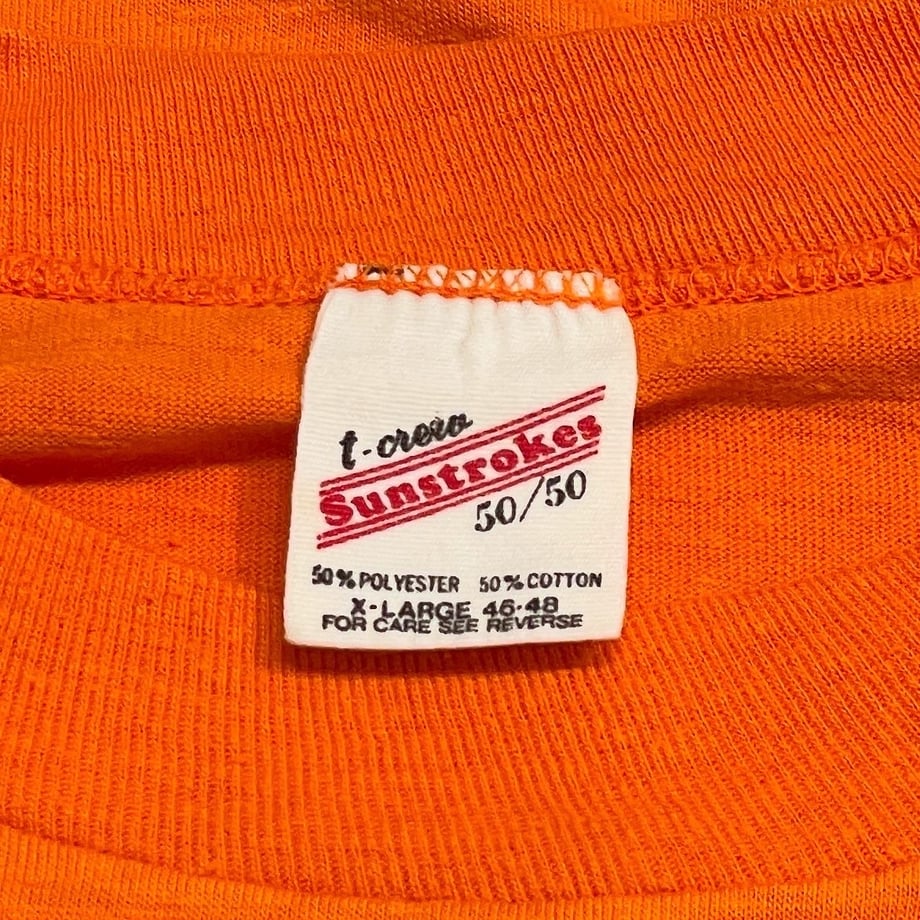 t-crew
Sunstrokes
50/50
50% POLYESTER 50% COTTON
X-LARGE 46-48
FOR CARE SEE REVERSE